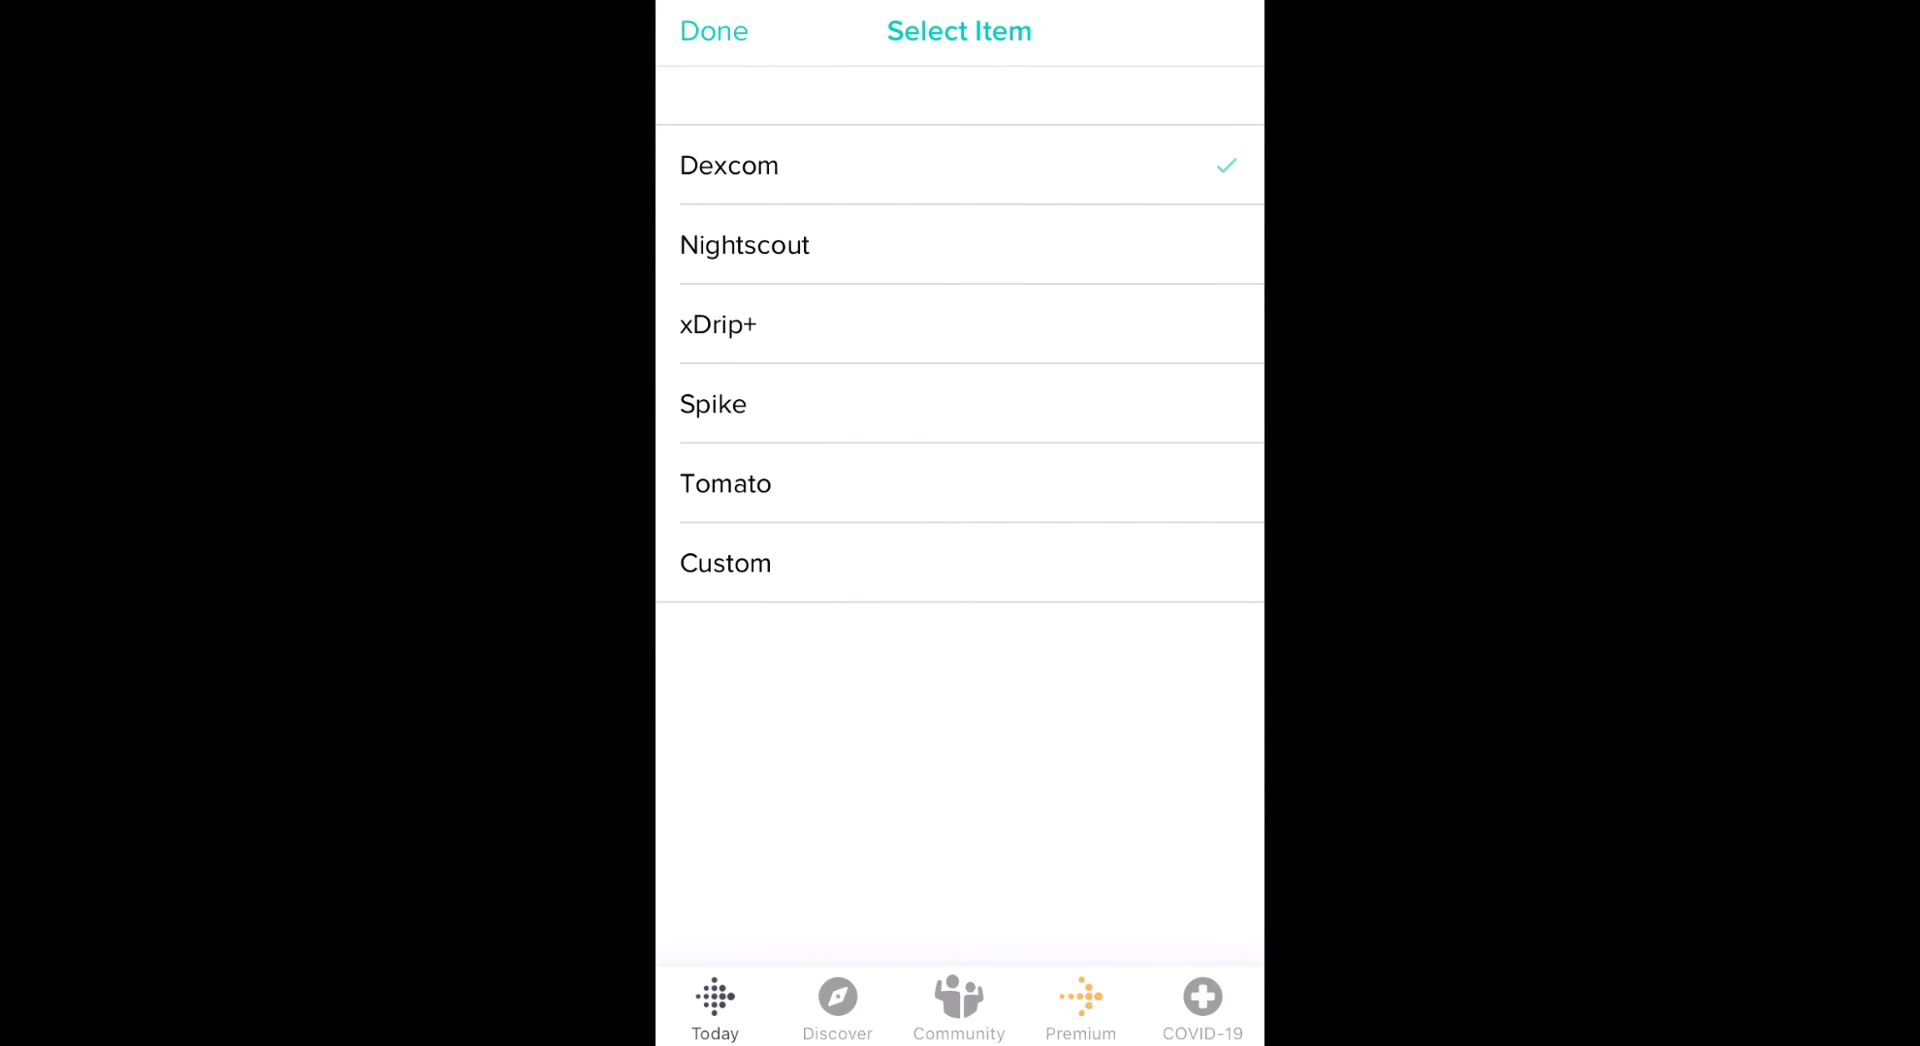 Done
Select Item
Dexcom
Nightscout
xDrip+
Spike
Tomato
Custom
Today
Discover
Community
Premium
COVID-19